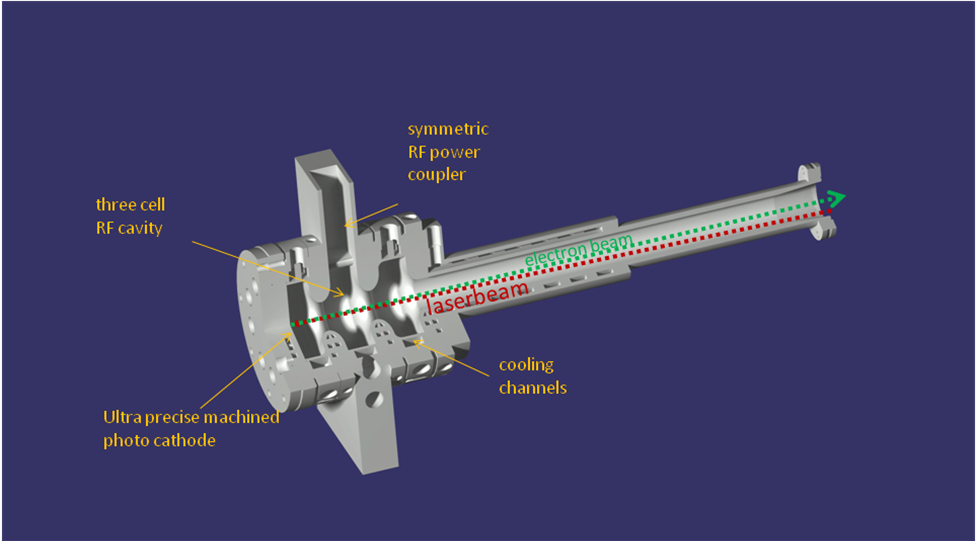 symmetric
RF power
coupler
three cell
RF cavity
electron beam
laserbeam
cooling
channels
Ultra precise machined
photo cathode